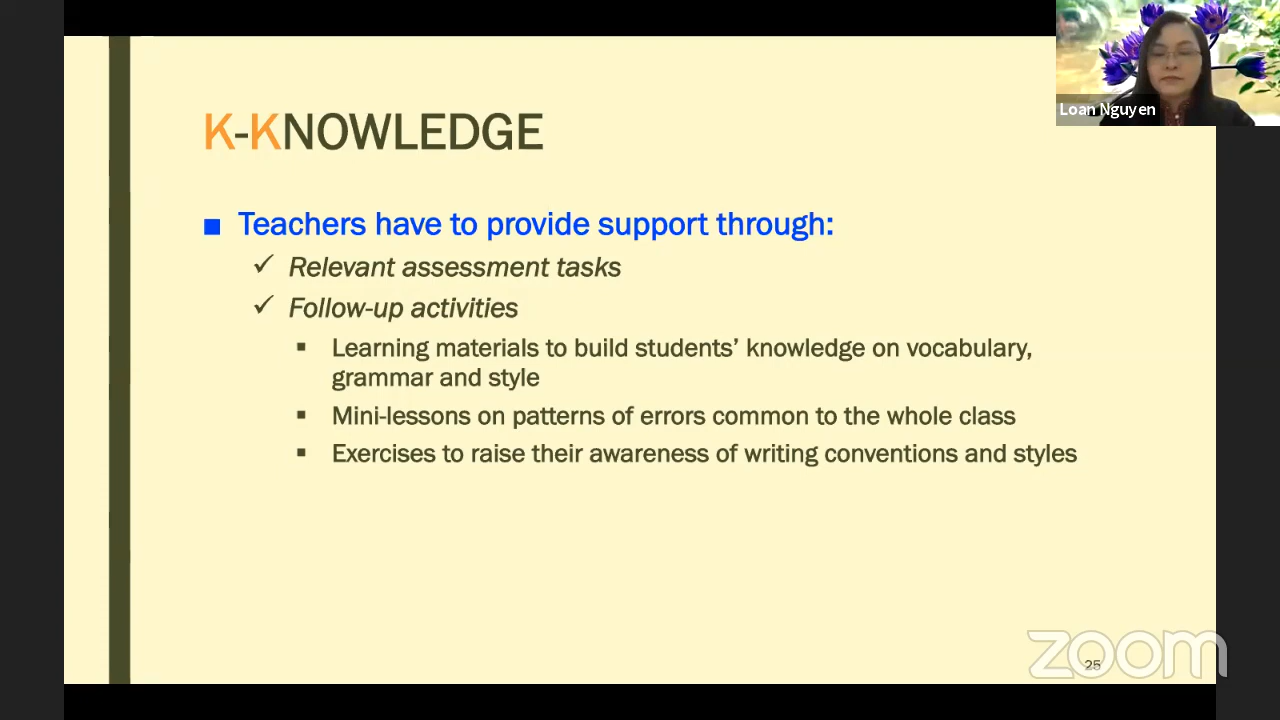 Loan Nguyen
K-KNOWLEDGE
Teachers have to provide support through:
Relevant assessment tasks
Follow-up activities
Learning materials to build students' knowledge on vocabulary,
grammar and style
Mini-lessons on patterns of errors common to the whole class
Exercises to raise their awareness of writing conventions and styles
zoom
25